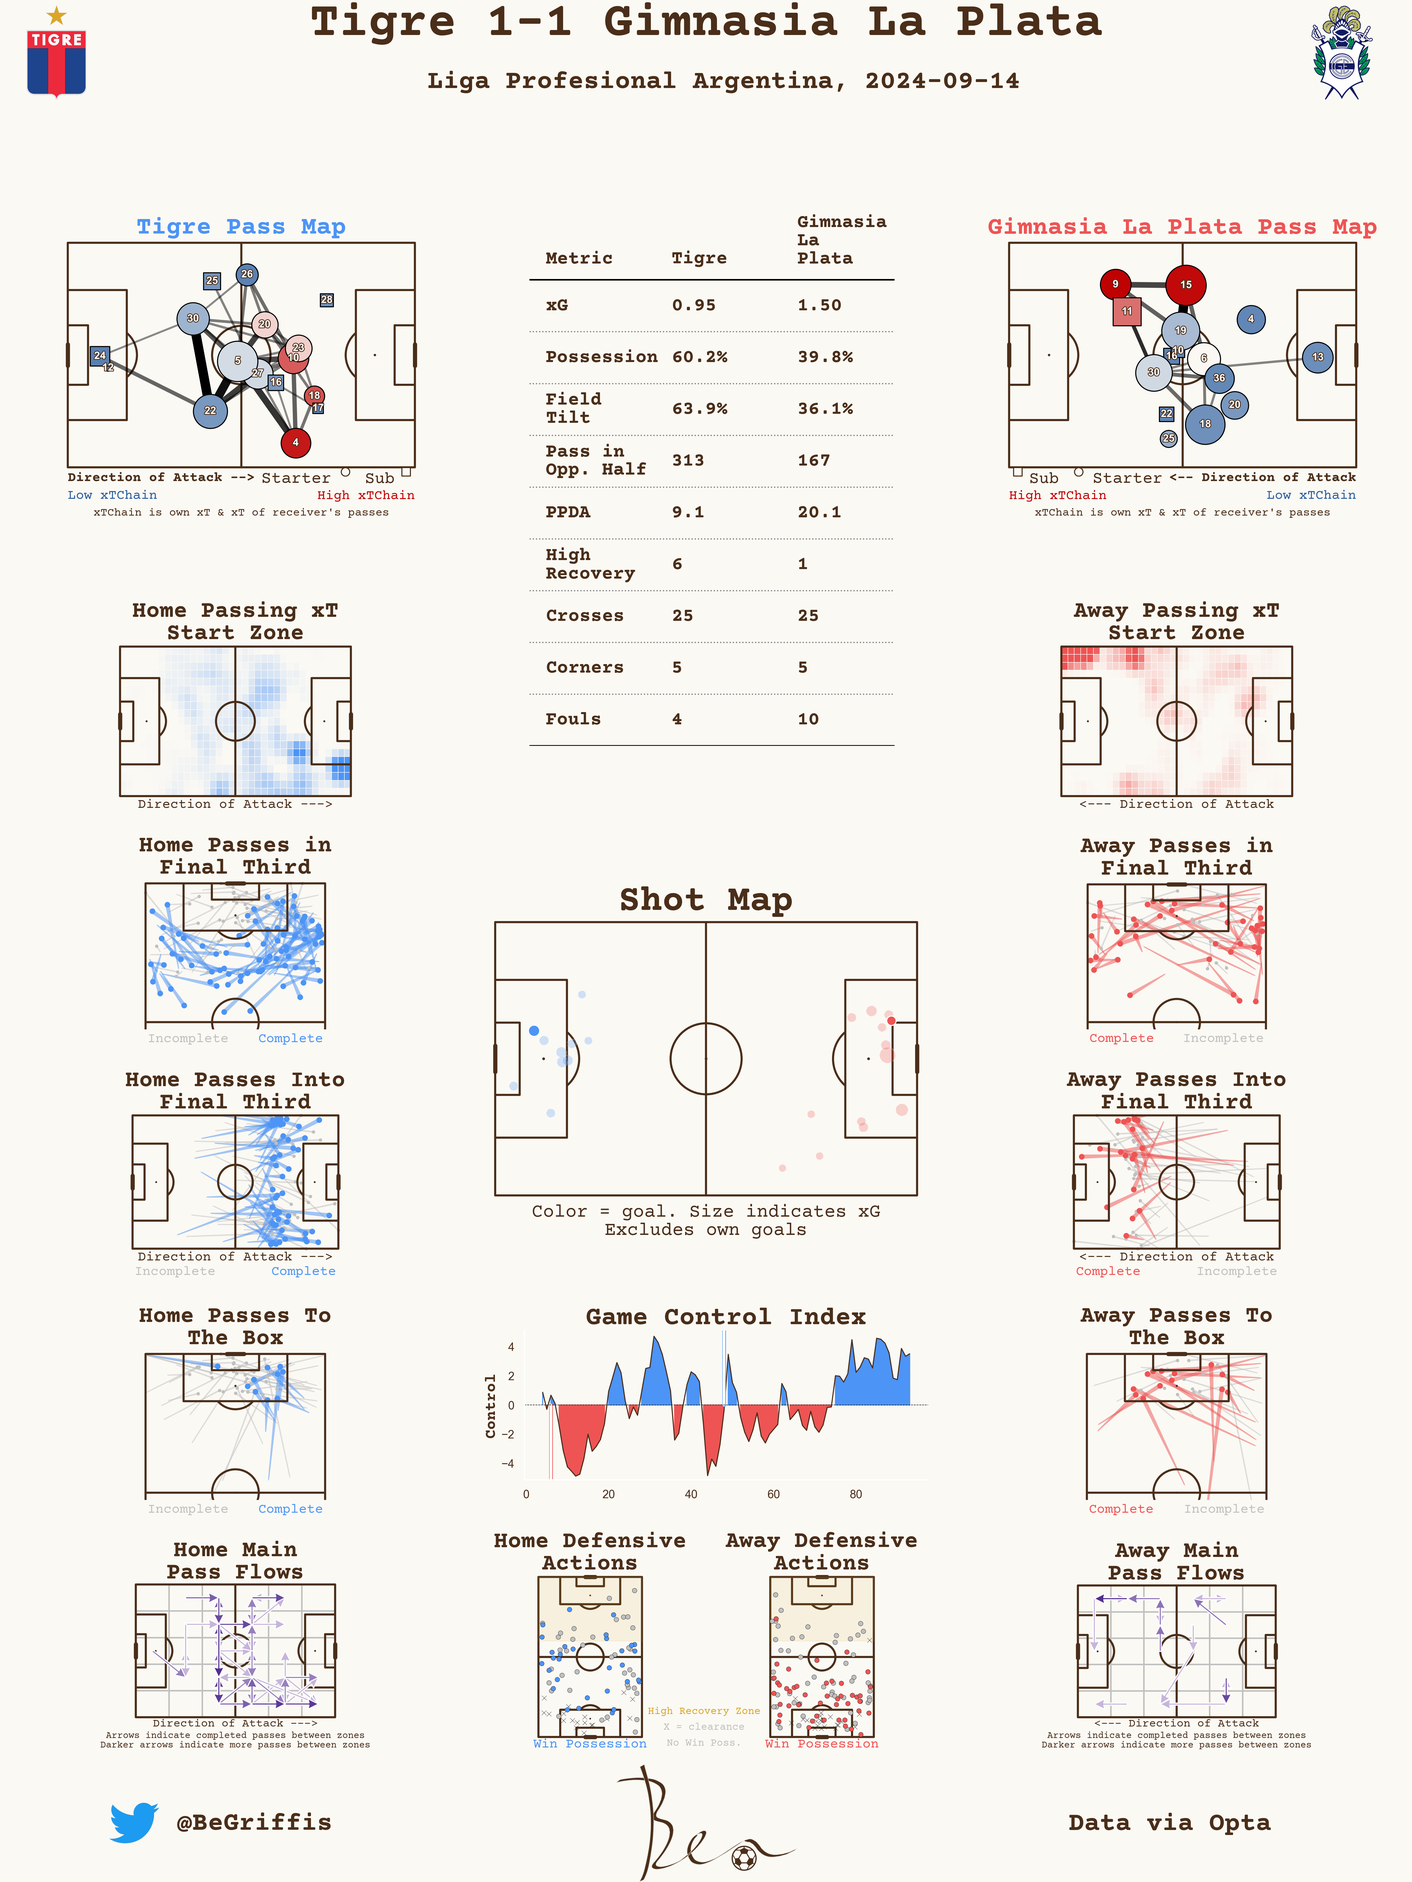 Tigre 1-1 Gimnasia La Plata
Liga Profesional Argentina, 2024-09-14
TIGRE
Tigre Pass Map
25
26
28
30
20
24
12
5
23
10
27
16
18
17
22
4
Direction of Attack --> Starter Sub
Low xTChain High xTChain
xTChain is own xT & xT of receiver's passes
Metric Tigre Gimnasia La Plata
xG 0.95 1.50
Possession 60.2% 39.8%
Field Tilt 63.9% 36.1%
Pass in Opp. Half 313 167
PPDA 9.1 20.1
High Recovery 6 1
Crosses 25 25
Corners 5 5
Fouls 4 10
Gimnasia La Plata Pass Map
9
15
11
4
19
10
16
6
13
30
36
20
22
18
25
Sub Starter <-- Direction of Attack
High xTChain Low xTChain
xTChain is own xT & xT of receiver's passes
Home Passing xT
Start Zone
Direction of Attack --->
Away Passing xT
Start Zone
<--- Direction of Attack
Home Passes in
Final Third
Incomplete Complete
Shot Map
Color = goal. Size indicates xG
Excludes own goals
Away Passes in
Final Third
Complete Incomplete
Home Passes Into
Final Third
Direction of Attack --->
Incomplete Complete
Away Passes Into
Final Third
<--- Direction of Attack
Complete Incomplete
Home Passes To
The Box
Incomplete Complete
Game Control Index
Control
4
2
0
−2
−4
0 20 40 60 80
Away Passes To
The Box
Complete Incomplete
Home Main
Pass Flows
Direction of Attack --->
Arrows indicate completed passes between zones
Darker arrows indicate more passes between zones
Home Defensive
Actions
Win Possession
High Recovery Zone
X = clearance
No Win Poss.
Away Defensive
Actions
Win Possession
Away Main
Pass Flows
<--- Direction of Attack
Arrows indicate completed passes between zones
Darker arrows indicate more passes between zones
@BeGriffis
Ben
Data via Opta